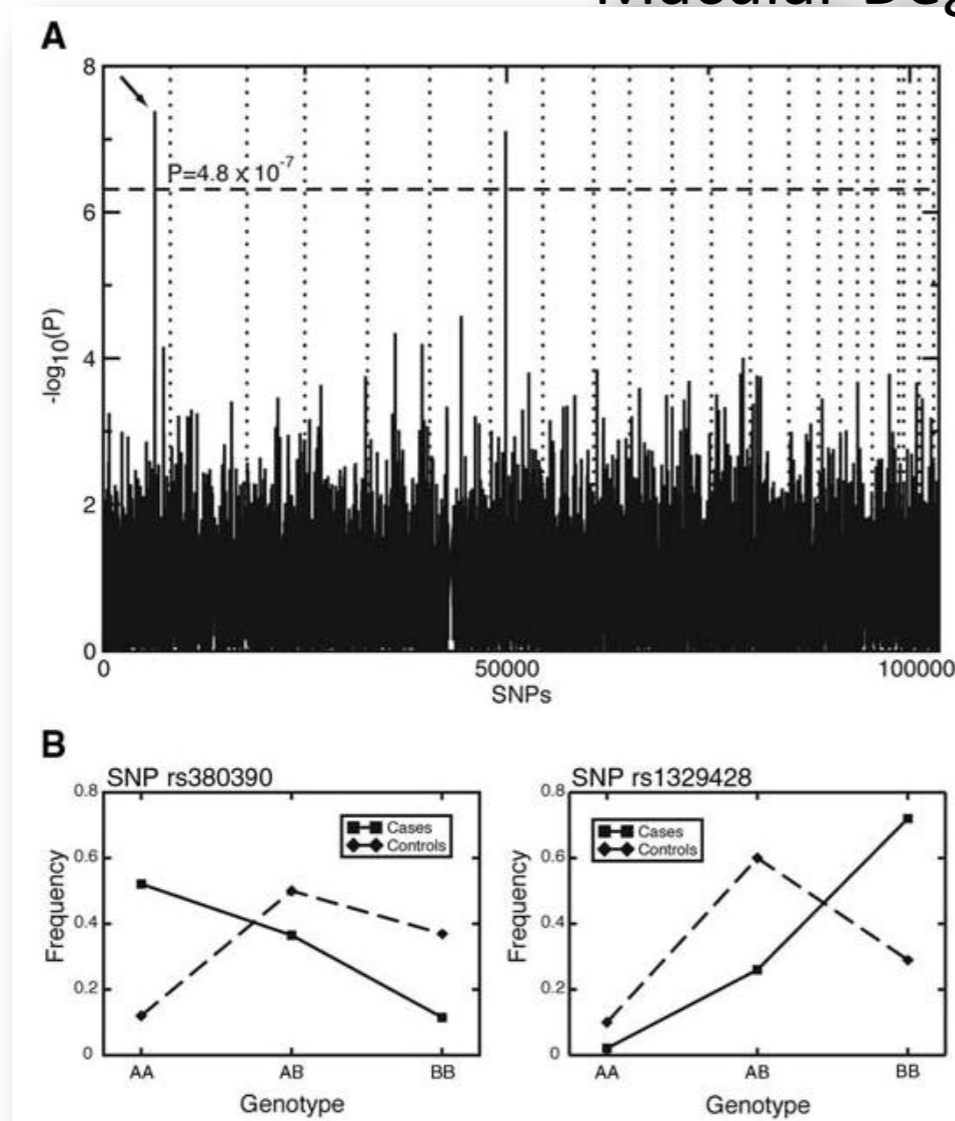 Macular Deg
A
8
P=4.8 x 10-7
6
-log10(P)
4
2
0
0 50000 100000
SNPs
B
SNP rs380390
0.8
Cases
Controls
0.6
Frequency
0.4
0.2
0
AA AB BB
Genotype
SNP rs1329428
0.8
Cases
Controls
0.6
Frequency
0.4
0.2
0
AA AB BB
Genotype